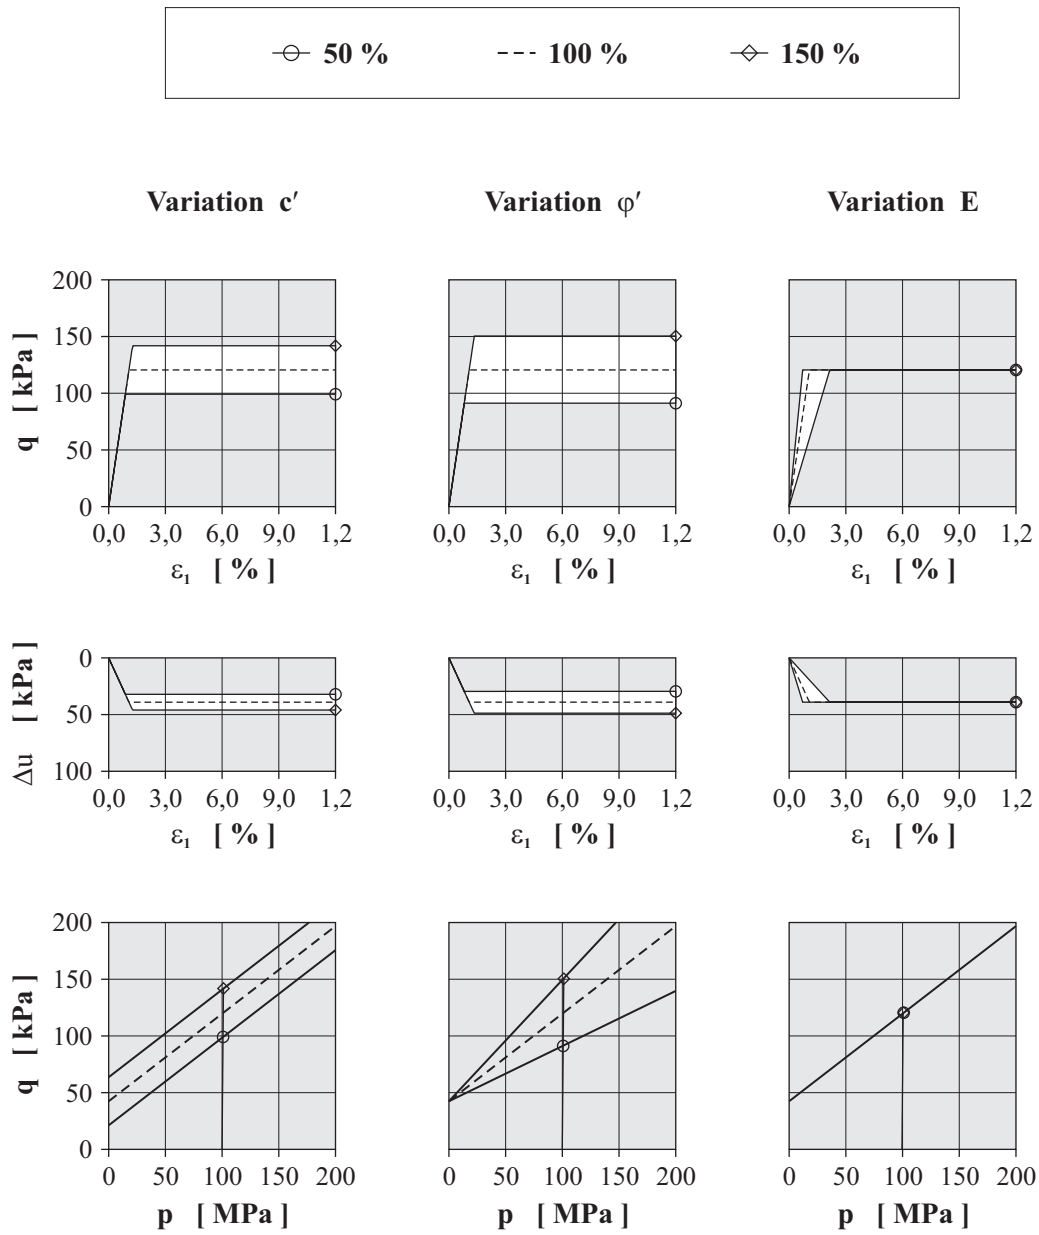 50 % 100 % 150 %
Variation c′ Variation φ′ Variation E
q [ kPa ]
200
150
100
50
0
0,0 3,0 6,0 9,0 1,2 0,0 3,0 6,0 9,0 1,2 0,0 3,0 6,0 9,0 1,2
ε₁ [ % ] ε₁ [ % ] ε₁ [ % ]
Δu [ kPa ]
0
50
100
0,0 3,0 6,0 9,0 1,2 0,0 3,0 6,0 9,0 1,2 0,0 3,0 6,0 9,0 1,2
ε₁ [ % ] ε₁ [ % ] ε₁ [ % ]
q [ kPa ]
200
150
100
50
0
0 50 100 150 200 0 50 100 150 200 0 50 100 150 200
p [ MPa ] p [ MPa ] p [ MPa ]